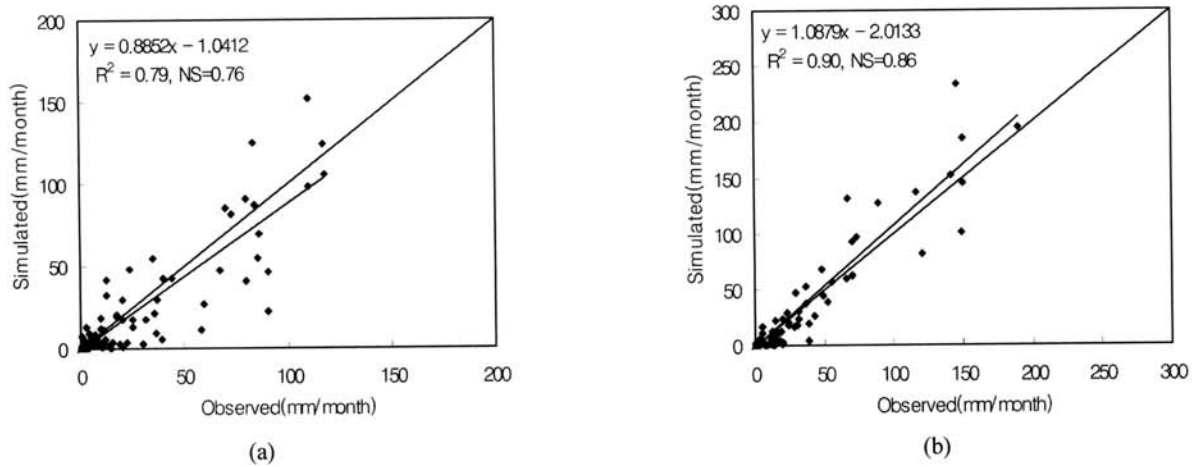 200
150
100
50
0
y = 0.8852x − 1.0412
R² = 0.79, NS=0.76
Simulated(mm/month)
0 50 100 150 200
Observed(mm/month)
(a)
300
250
200
150
100
50
0
y = 1.0879x − 2.0133
R² = 0.90, NS=0.86
Simulated(mm/month)
0 50 100 150 200 250 300
Observed(mm/month)
(b)